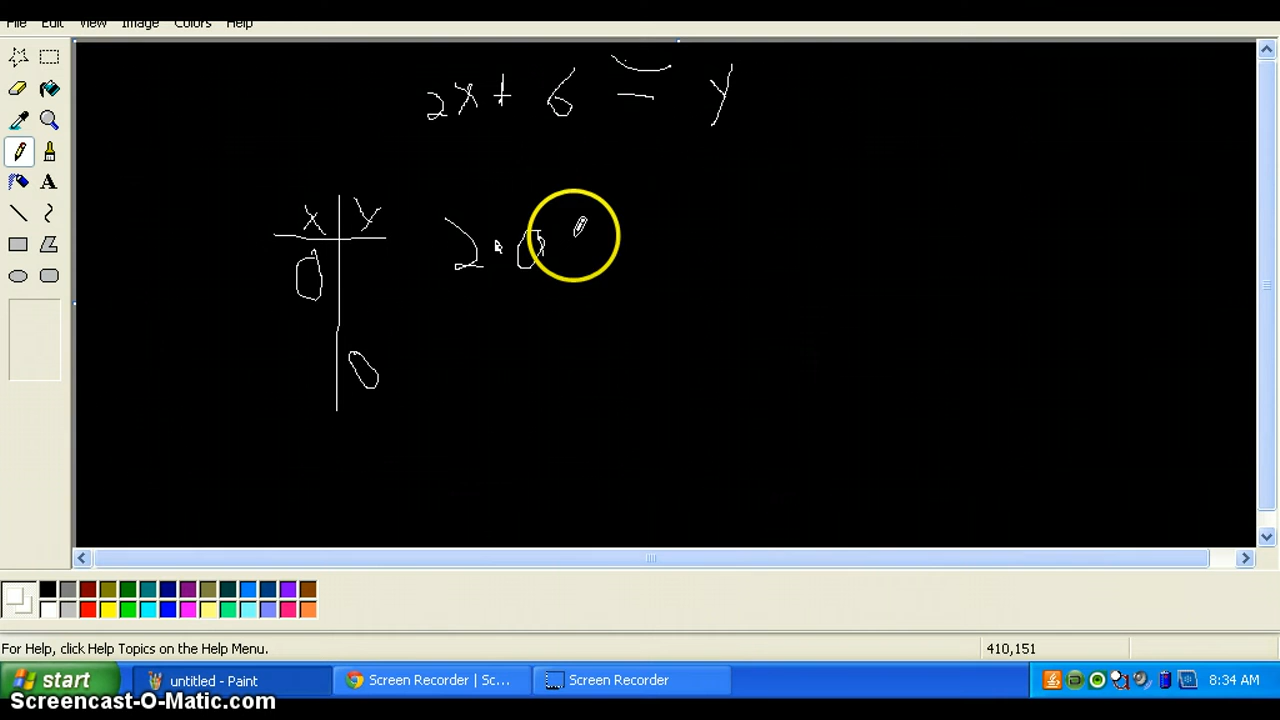 File Edit View Image Colors Help
2x + 6 = y
x y
2 • 0
0
0
For Help, click Help Topics on the Help Menu.
410,151
start
untitled - Paint
Screen Recorder | Sc...
Screen Recorder
8:34 AM
Screencast-O-Matic.com